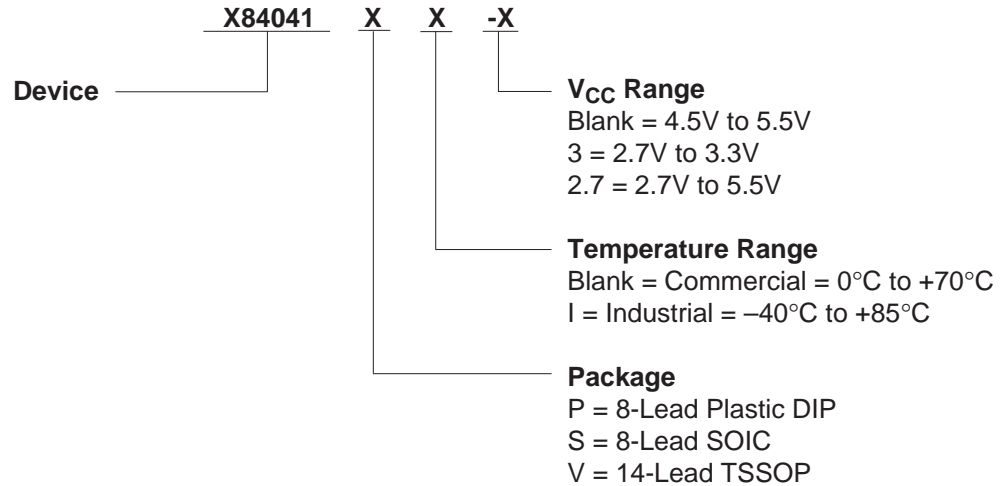 X84041 X X -X
Device
VCC Range
Blank = 4.5V to 5.5V
3 = 2.7V to 3.3V
2.7 = 2.7V to 5.5V
Temperature Range
Blank = Commercial = 0°C to +70°C
I = Industrial = –40°C to +85°C
Package
P = 8-Lead Plastic DIP
S = 8-Lead SOIC
V = 14-Lead TSSOP